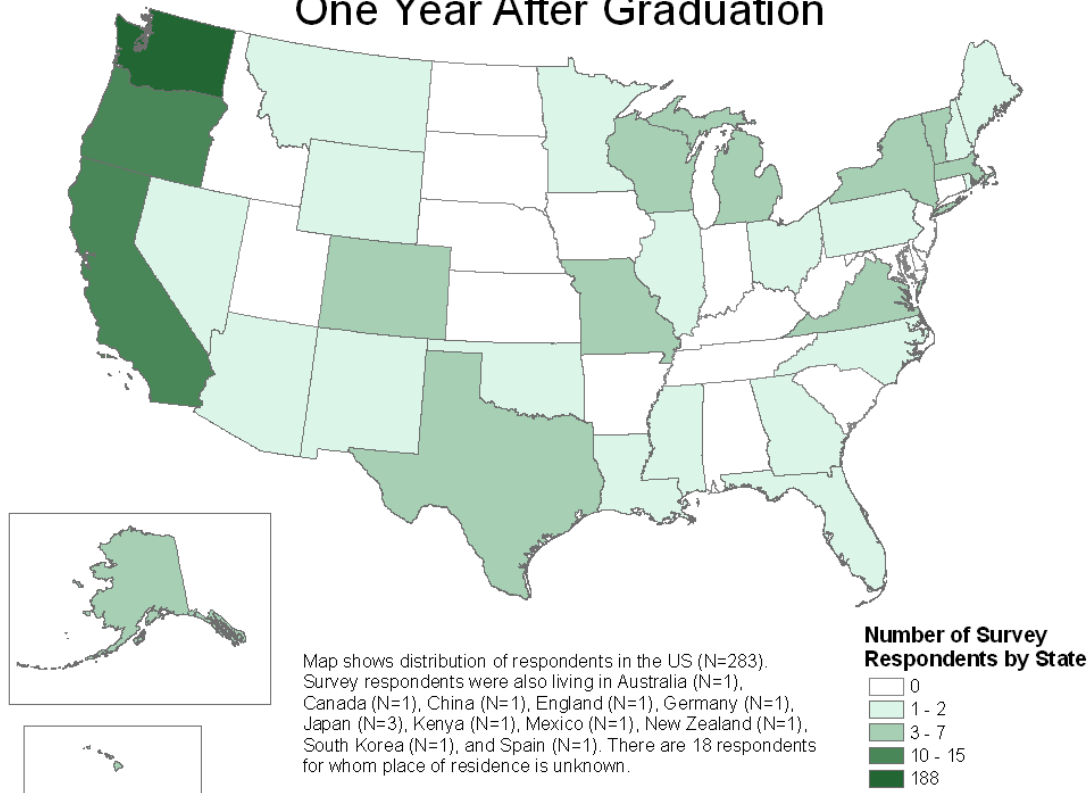 One Year After Graduation
Map shows distribution of respondents in the US (N=283).
Survey respondents were also living in Australia (N=1),
Canada (N=1), China (N=1), England (N=1), Germany (N=1),
Japan (N=3), Kenya (N=1), Mexico (N=1), New Zealand (N=1),
South Korea (N=1), and Spain (N=1). There are 18 respondents
for whom place of residence is unknown.
Number of Survey
Respondents by State
0
1 - 2
3 - 7
10 - 15
188